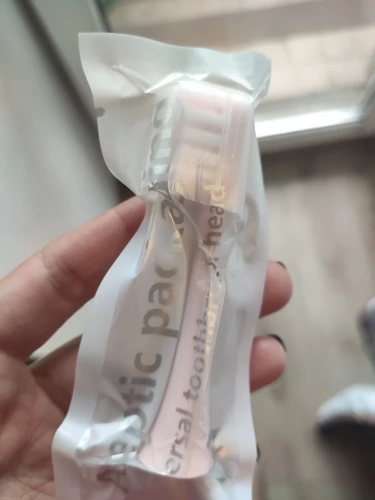 Aseptic packaging
ersal toothbrush head